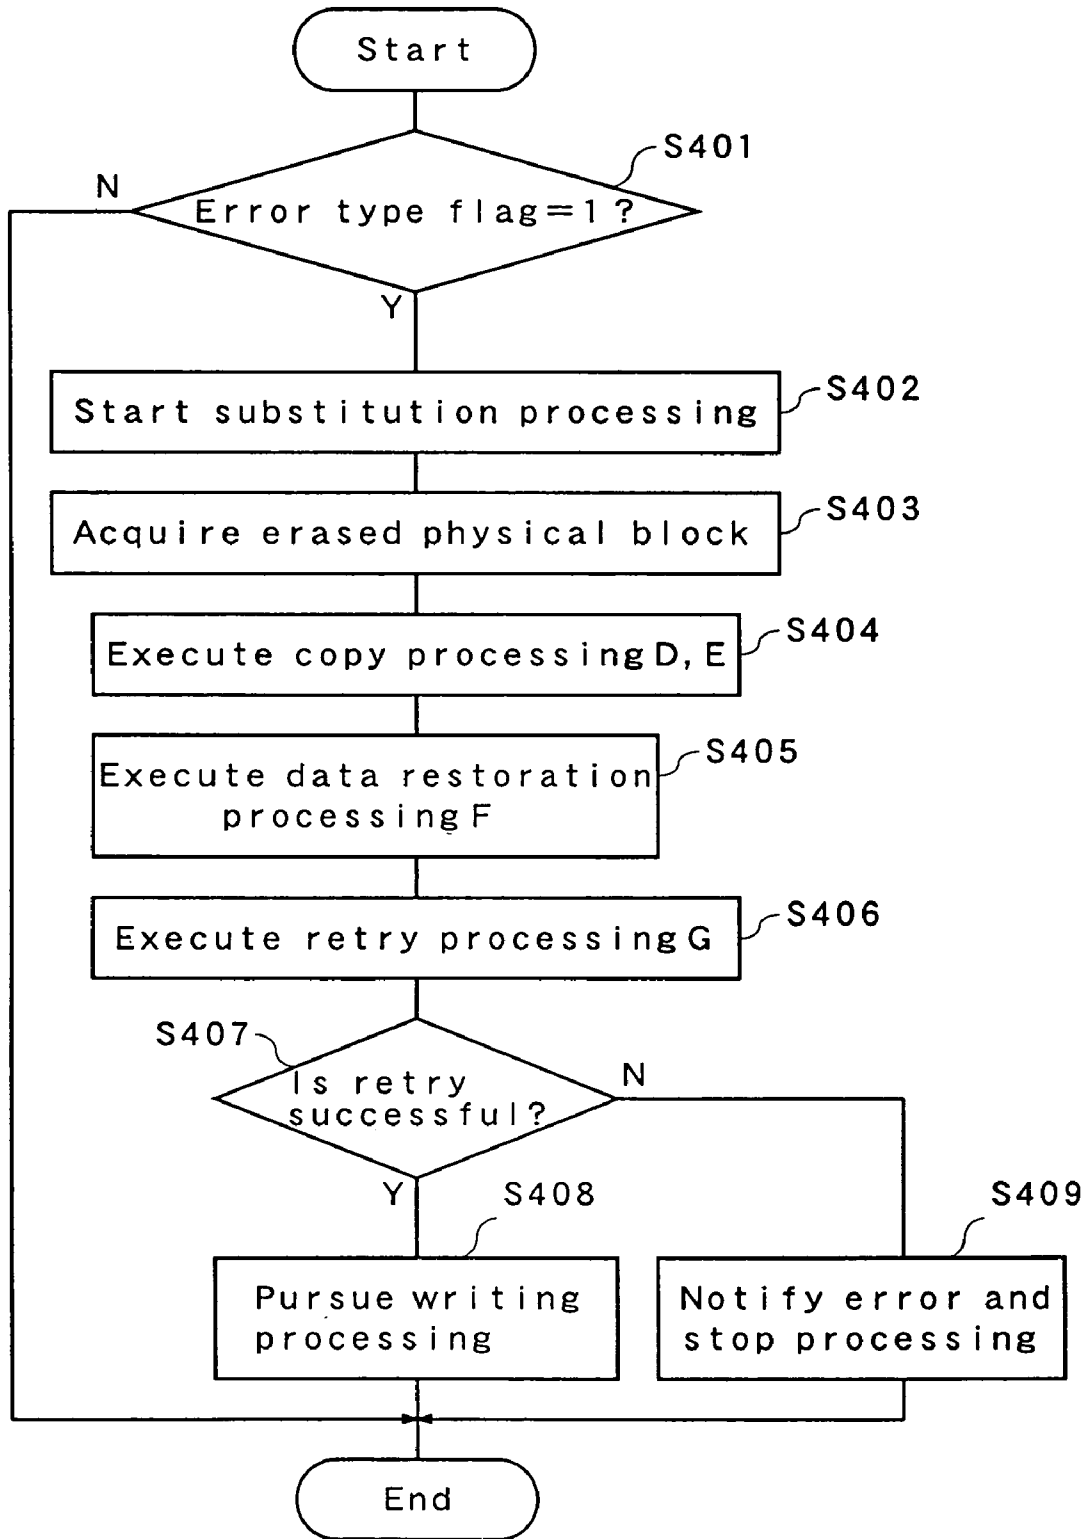 Start
S401
N
Error type flag=1?
Y
S402
Start substitution processing
S403
Acquire erased physical block
S404
Execute copy processing D, E
S405
Execute data restoration
processing F
S406
Execute retry processing G
S407
Is retry
successful?
N
Y
S408
S409
Pursue writing
processing
Notify error and
stop processing
End